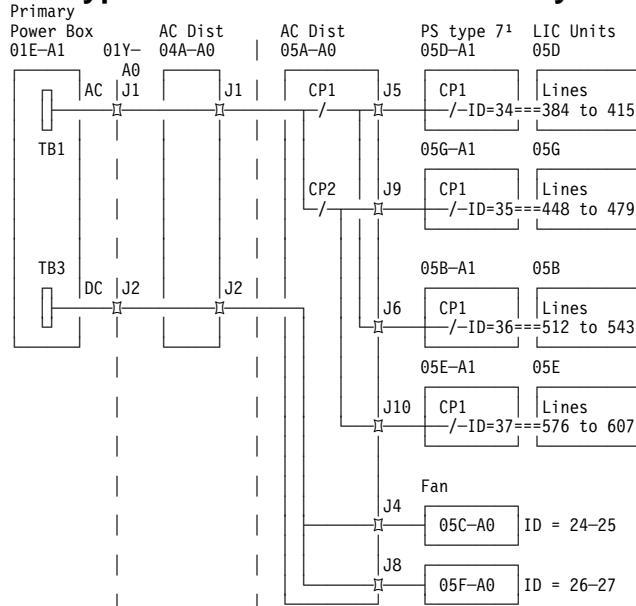 Primary
Power Box AC Dist AC Dist PS type 7¹ LIC Units
01E—A1 01Y— 04A—A0 05A—A0 05D—A1 05D
A0
AC J1 J1 CP1 J5 CP1 Lines
ID=34===384 to 415
TB1 05G—A1 05G
CP2 J9 CP1 Lines
ID=35===448 to 479
TB3 05B—A1 05B
DC J2 J2 J6 CP1 Lines
ID=36===512 to 543
05E—A1 05E
J10 CP1 Lines
ID=37===576 to 607
Fan
J4
05C—A0 ID = 24—25
J8
05F—A0 ID = 26—27